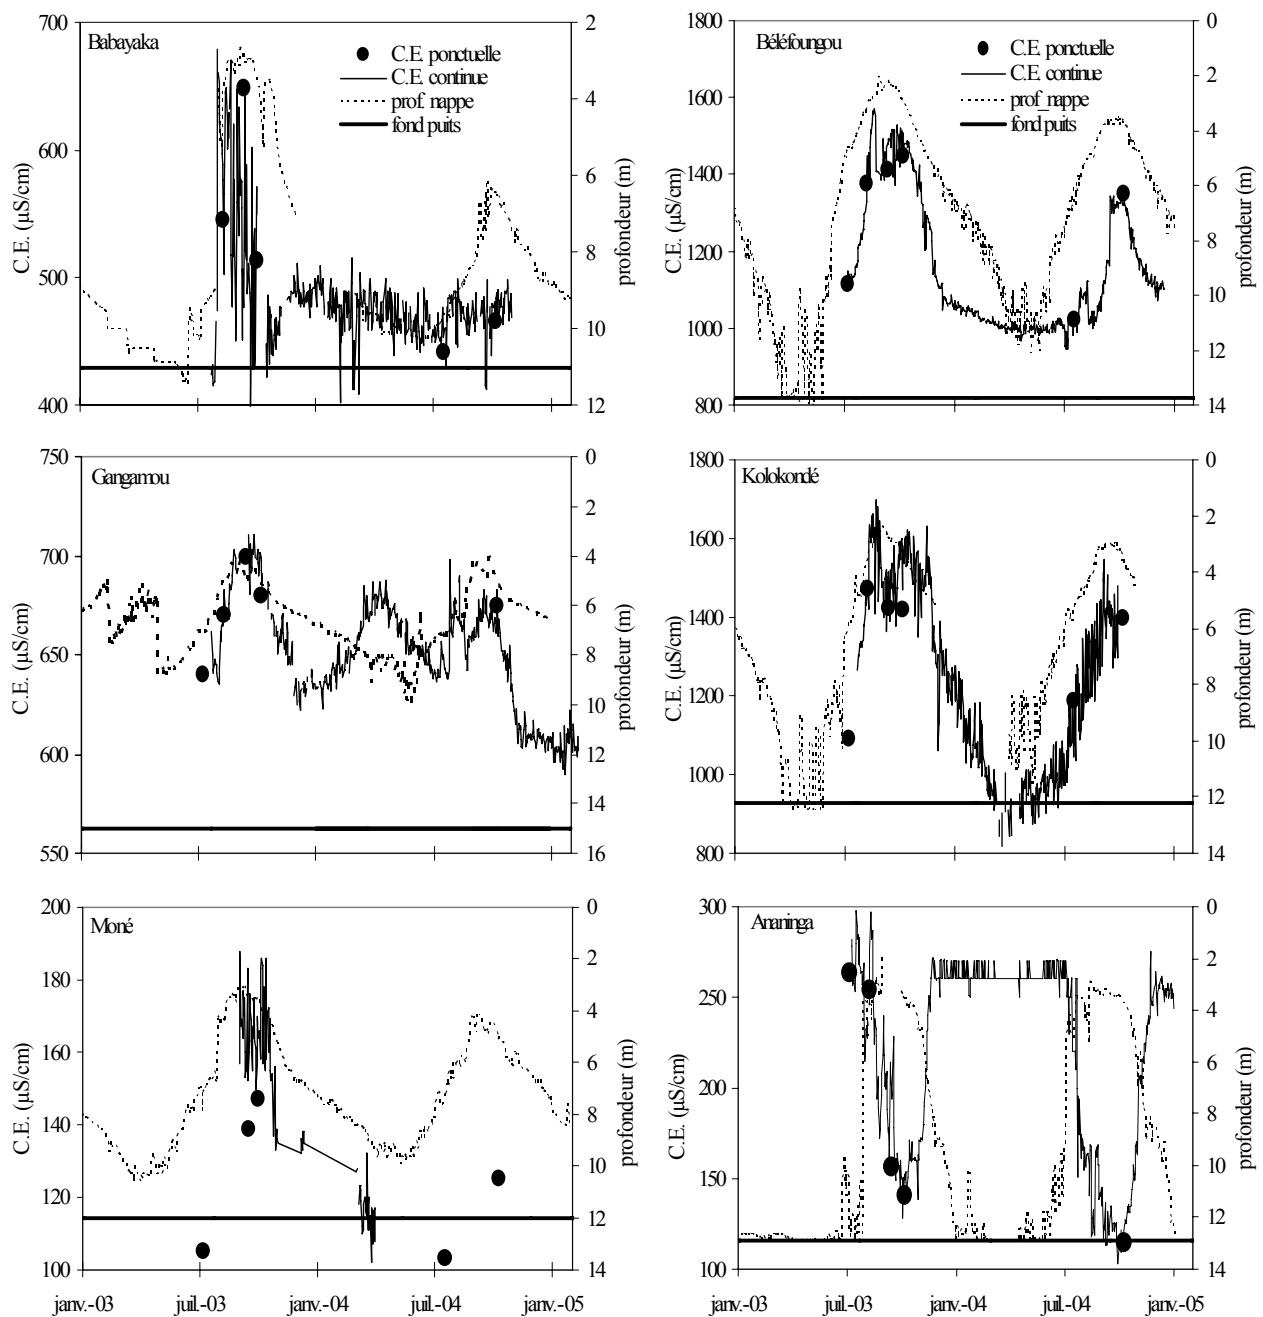 Babayaka
C.E. ponctuelle
C.E. continue
prof. nappe
fond puits
C.E. (µS/cm)
700
600
500
400
profondeur (m)
2
4
6
8
10
12
Béléfoungou
C.E. ponctuelle
C.E. continue
prof_nappe
fond puits
C.E. (µS/cm)
1800
1600
1400
1200
1000
800
profondeur (m)
0
2
4
6
8
10
12
14
Gangamou
C.E. (µS/cm)
750
700
650
600
550
profondeur (m)
0
2
4
6
8
10
12
14
16
Kolokondé
C.E. (µS/cm)
1800
1600
1400
1200
1000
800
profondeur (m)
0
2
4
6
8
10
12
14
Moné
C.E. (µS/cm)
200
180
160
140
120
100
profondeur (m)
0
2
4
6
8
10
12
14
janv.-03 juil.-03 janv.-04 juil.-04 janv.-05
Ananinga
C.E. (µS/cm)
300
250
200
150
100
profondeur (m)
0
2
4
6
8
10
12
14
janv.-03 juil.-03 janv.-04 juil.-04 janv.-05